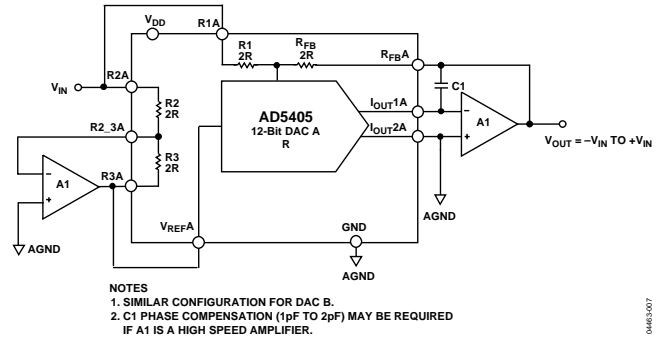 VDD
R1A
R1
2R
RFB
2R
RFBA
R2A
VIN
R2
2R
AD5405
12-Bit DAC A
R
C1
IOUT1A
IOUT2A
A1
VOUT = –VIN TO +VIN
R2_3A
R3
2R
A1
R3A
AGND
VREFA
GND
AGND
AGND
NOTES
1. SIMILAR CONFIGURATION FOR DAC B.
2. C1 PHASE COMPENSATION (1pF TO 2pF) MAY BE REQUIRED
IF A1 IS A HIGH SPEED AMPLIFIER.
04463-007